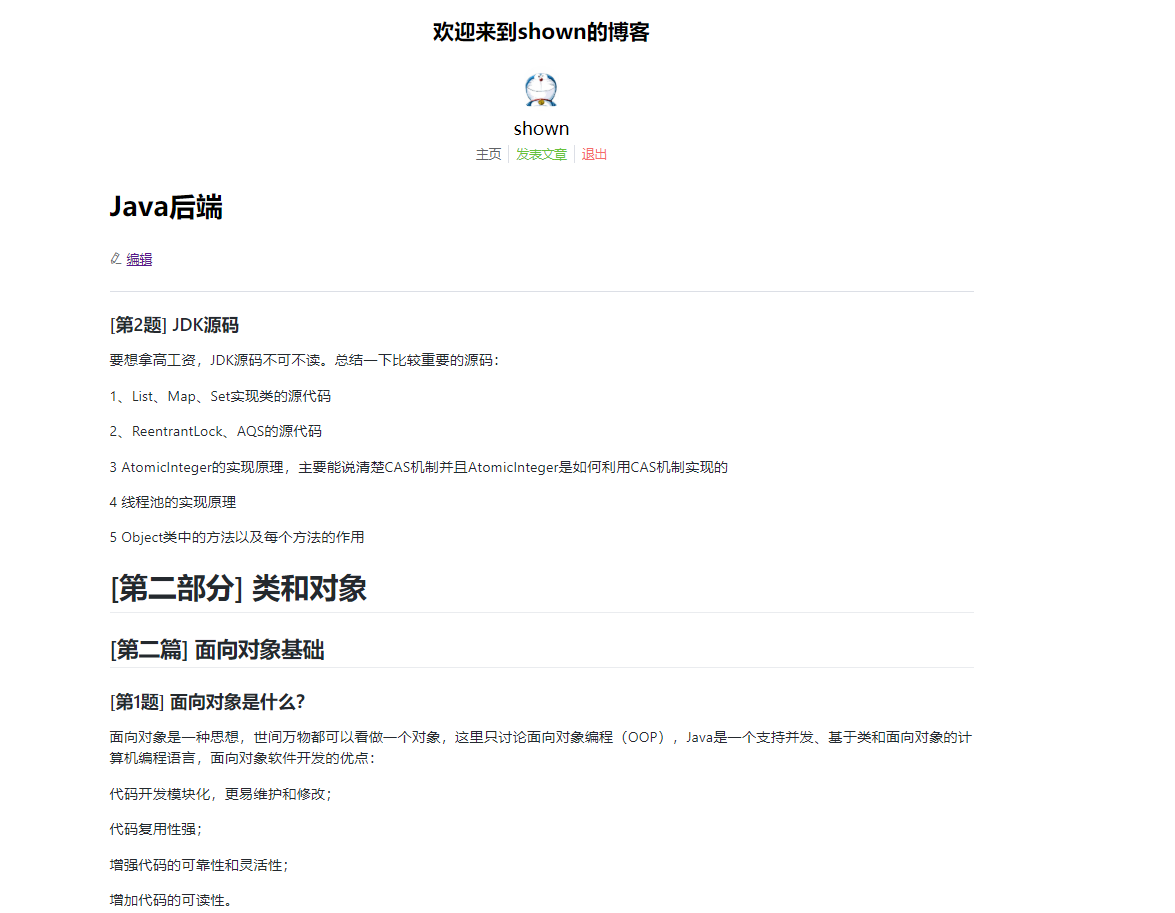 欢迎来到shown的博客
shown
主页 发表文章 退出
Java后端
编辑
[第2题] JDK源码
要想拿高工资，JDK源码不可不读。总结一下比较重要的源码：
1、List、Map、Set实现类的源代码
2、ReentrantLock、AQS的源代码
3 AtomicInteger的实现原理，主要能说清楚CAS机制并且AtomicInteger是如何利用CAS机制实现的
4 线程池的实现原理
5 Object类中的方法以及每个方法的作用
[第二部分] 类和对象
[第二篇] 面向对象基础
[第1题] 面向对象是什么？
面向对象是一种思想，世间万物都可以看做一个对象，这里只讨论面向对象编程（OOP），Java是一个支持并发、基于类和面向对象的计
算机编程语言，面向对象软件开发的优点：
代码开发模块化，更易维护和修改；
代码复用性强；
增强代码的可靠性和灵活性；
增加代码的可读性。